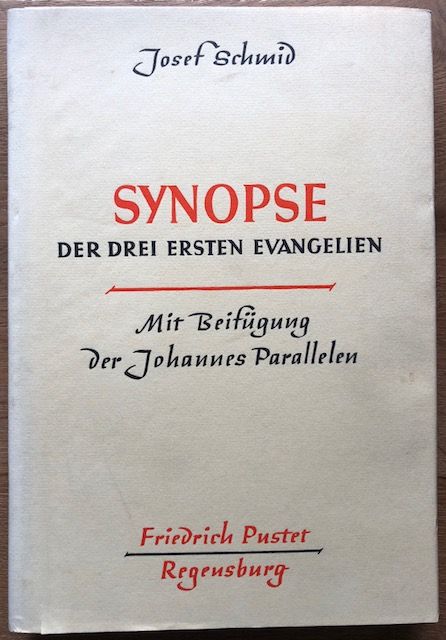 Josef Schmid
SYNOPSE
DER DREI ERSTEN EVANGELIEN
Mit Beifügung
der Johannes Parallelen
Friedrich Pustet
Regensburg